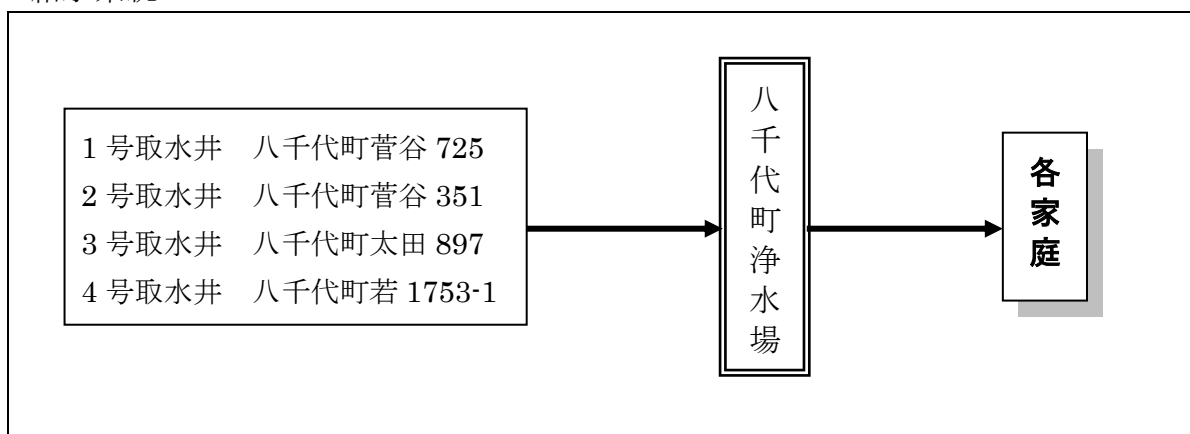 1 号取水井　八千代町菅谷 725
2 号取水井　八千代町菅谷 351
3 号取水井　八千代町太田 897
4 号取水井　八千代町若 1753-1
八千代町浄水場
各家庭